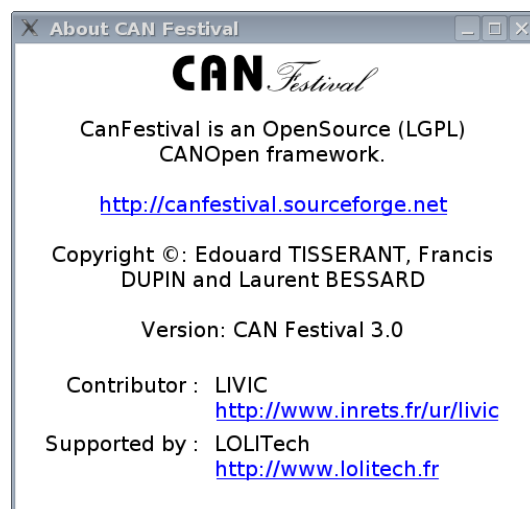 About CAN Festival
CAN Festival
CanFestival is an OpenSource (LGPL)
CANOpen framework.
http://canfestival.sourceforge.net
Copyright ©: Edouard TISSERANT, Francis
DUPIN and Laurent BESSARD
Version: CAN Festival 3.0
Contributor : LIVIC
http://www.inrets.fr/ur/livic
Supported by : LOLITech
http://www.lolitech.fr